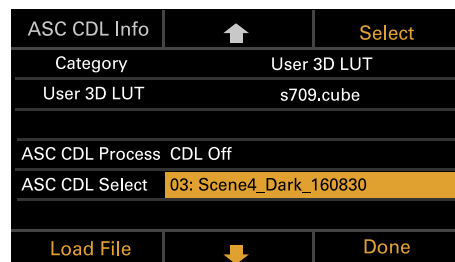 ASC CDL Info Select
Category User 3D LUT
User 3D LUT s709.cube
ASC CDL Process CDL Off
ASC CDL Select 03: Scene4_Dark_160830
Load File Done